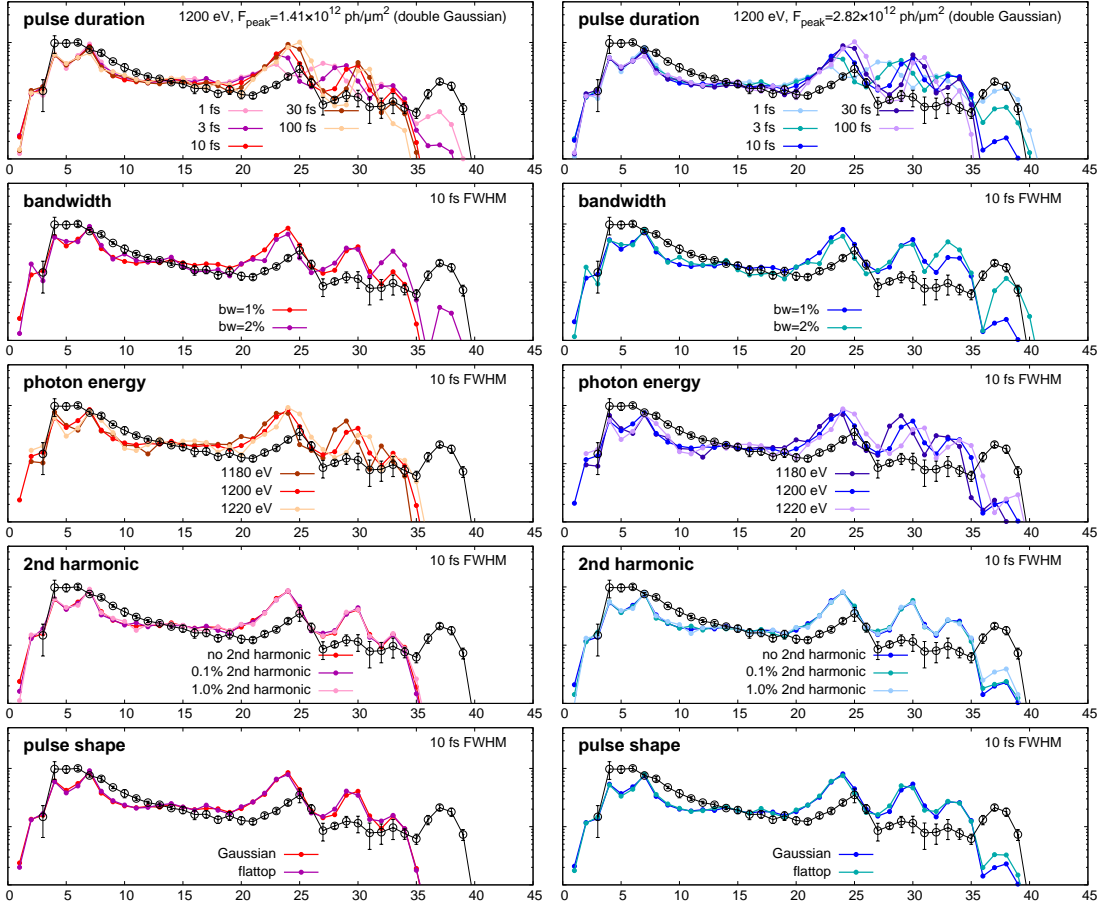 pulse duration
1200 eV, F_peak=1.41×10^12 ph/μm² (double Gaussian)
1 fs
3 fs
10 fs
30 fs
100 fs
0 5 10 15 20 25 30 35 40 45
pulse duration
1200 eV, F_peak=2.82×10^12 ph/μm² (double Gaussian)
1 fs
3 fs
10 fs
30 fs
100 fs
0 5 10 15 20 25 30 35 40 45
bandwidth
10 fs FWHM
bw=1%
bw=2%
0 5 10 15 20 25 30 35 40 45
bandwidth
10 fs FWHM
bw=1%
bw=2%
0 5 10 15 20 25 30 35 40 45
photon energy
10 fs FWHM
1180 eV
1200 eV
1220 eV
0 5 10 15 20 25 30 35 40 45
photon energy
10 fs FWHM
1180 eV
1200 eV
1220 eV
0 5 10 15 20 25 30 35 40 45
2nd harmonic
10 fs FWHM
no 2nd harmonic
0.1% 2nd harmonic
1.0% 2nd harmonic
0 5 10 15 20 25 30 35 40 45
2nd harmonic
10 fs FWHM
no 2nd harmonic
0.1% 2nd harmonic
1.0% 2nd harmonic
0 5 10 15 20 25 30 35 40 45
pulse shape
10 fs FWHM
Gaussian
flattop
0 5 10 15 20 25 30 35 40 45
pulse shape
10 fs FWHM
Gaussian
flattop
0 5 10 15 20 25 30 35 40 45